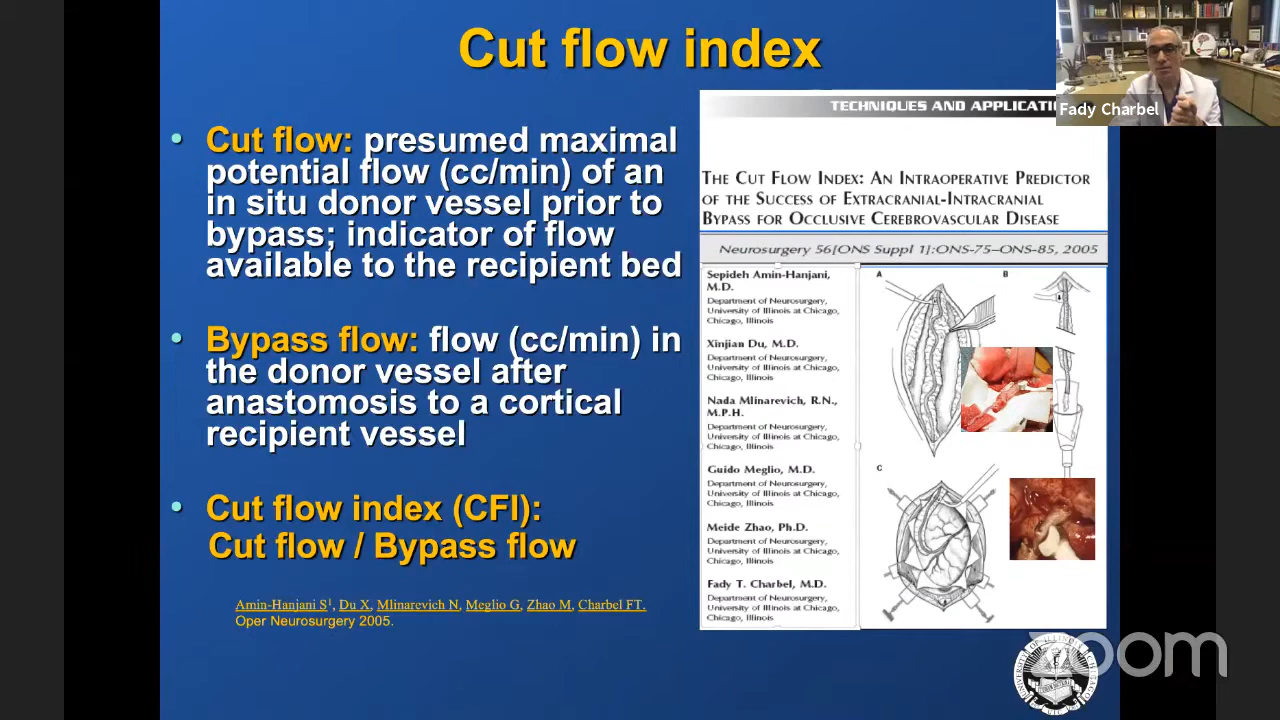 Cut flow index
Fady Charbel
• Cut flow: presumed maximal
potential flow (cc/min) of an
in situ donor vessel prior to
bypass; indicator of flow
available to the recipient bed
• Bypass flow: flow (cc/min) in
the donor vessel after
anastomosis to a cortical
recipient vessel
• Cut flow index (CFI):
Cut flow / Bypass flow
Amin-Hanjani S¹, Du X, Mlinarevich N, Meglio G, Zhao M, Charbel FT.
Oper Neurosurgery 2005.
TECHNIQUES AND
THE CUT FLOW INDEX: AN INTRAOPERATIVE PREDICTOR
OF THE SUCCESS OF EXTRACRANIAL-INTRACRANIAL
BYPASS FOR OCCLUSIVE CEREBROVASCULAR DISEASE
Neurosurgery 56[ONS Suppl 1]:ONS-75–ONS-85, 2005
Sepideh Amin-Hanjani,
M.D.
Department of Neurosurgery,
University of Illinois at Chicago,
Chicago, Illinois
Xinjian Du, M.D.
Department of Neurosurgery,
University of Illinois at Chicago,
Chicago, Illinois
Nada Mlinarevich, R.N.,
M.P.H.
Department of Neurosurgery,
University of Illinois at Chicago,
Chicago, Illinois
Guido Meglio, M.D.
Department of Neurosurgery,
University of Illinois at Chicago,
Chicago, Illinois
Meide Zhao, Ph.D.
Department of Neurosurgery,
University of Illinois at Chicago,
Chicago, Illinois
Fady T. Charbel, M.D.
Department of Neurosurgery,
University of Illinois at Chicago,
Chicago, Illinois
A
B
C
zoom